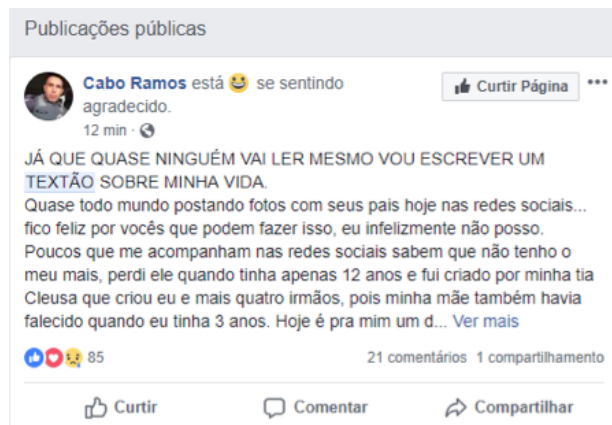 Publicações públicas
Cabo Ramos está 😀 se sentindo
agradecido.
Curtir Página
12 min ·
JÁ QUE QUASE NINGUÉM VAI LER MESMO VOU ESCREVER UM
TEXTÃO SOBRE MINHA VIDA.
Quase todo mundo postando fotos com seus pais hoje nas redes sociais...
fico feliz por vocês que podem fazer isso, eu infelizmente não posso.
Poucos que me acompanham nas redes sociais sabem que não tenho o
meu mais, perdi ele quando tinha apenas 12 anos e fui criado por minha tia
Cleusa que criou eu e mais quatro irmãos, pois minha mãe também havia
falecido quando eu tinha 3 anos. Hoje é pra mim um d... Ver mais
85 21 comentários 1 compartilhamento
Curtir Comentar Compartilhar